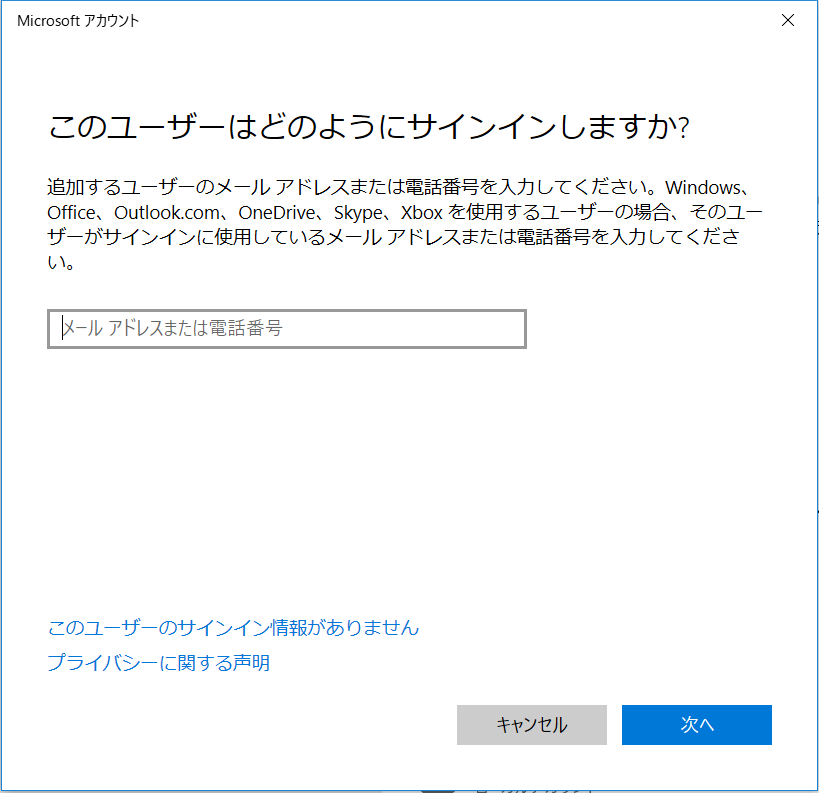 Microsoft アカウント
このユーザーはどのようにサインインしますか?
追加するユーザーのメール アドレスまたは電話番号を入力してください。Windows、
Office、Outlook.com、OneDrive、Skype、Xbox を使用するユーザーの場合、そのユー
ザーがサインインに使用しているメール アドレスまたは電話番号を入力してくださ
い。
メール アドレスまたは電話番号
このユーザーのサインイン情報がありません
プライバシーに関する声明
キャンセル
次へ